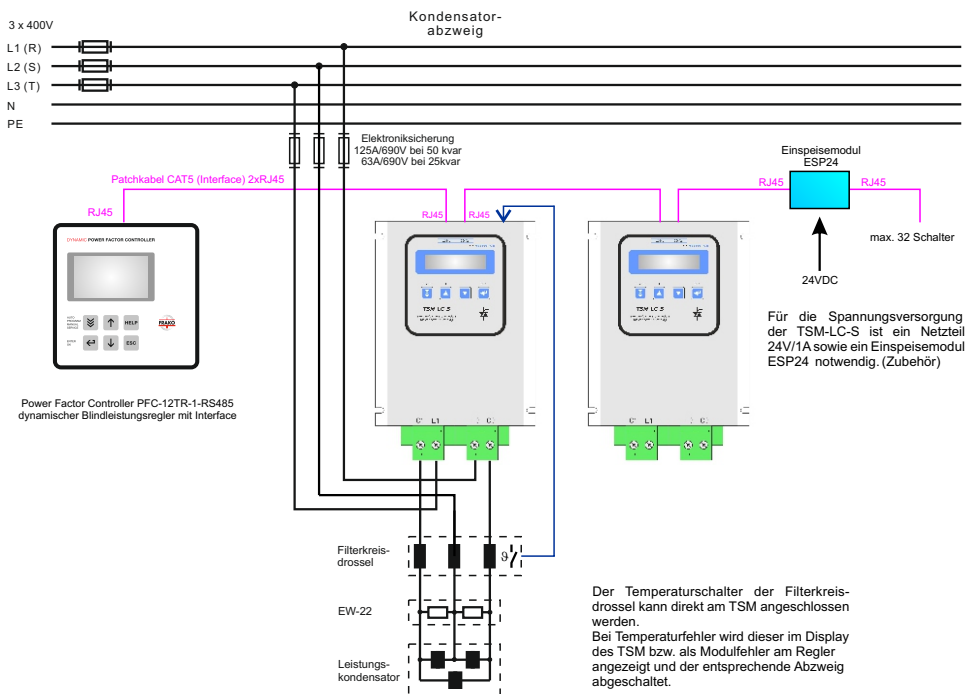 3 x 400V
Kondensator-
abzweig
L1 (R)
L2 (S)
L3 (T)
N
PE
Elektroniksicherung
125A/690V bei 50 kvar
63A/690V bei 25kvar
Einspeisemodul
ESP24
Patchkabel CAT5 (Interface) 2xRJ45
RJ45
RJ45
RJ45
RJ45
RJ45
max. 32 Schalter
24VDC
DYNAMIC POWER FACTOR CONTROLLER
HELP
ESC
FRAKO
TSM LC S
TSM LC S
Für die Spannungsversorgung
der TSM-LC-S ist ein Netzteil
24V/1A sowie ein Einspeisemodul
ESP24 notwendig. (Zubehör)
Power Factor Controller PFC-12TR-1-RS485
dynamischer Blindleistungsregler mit Interface
C1 L1
L1
Filterkreis-
drossel
ϑ
EW-22
Leistungs-
kondensator
Der Temperaturschalter der Filterkreis-
drossel kann direkt am TSM angeschlossen
werden.
Bei Temperaturfehler wird dieser im Display
des TSM bzw. als Modulfehler am Regler
angezeigt und der entsprechende Abzweig
abgeschaltet.